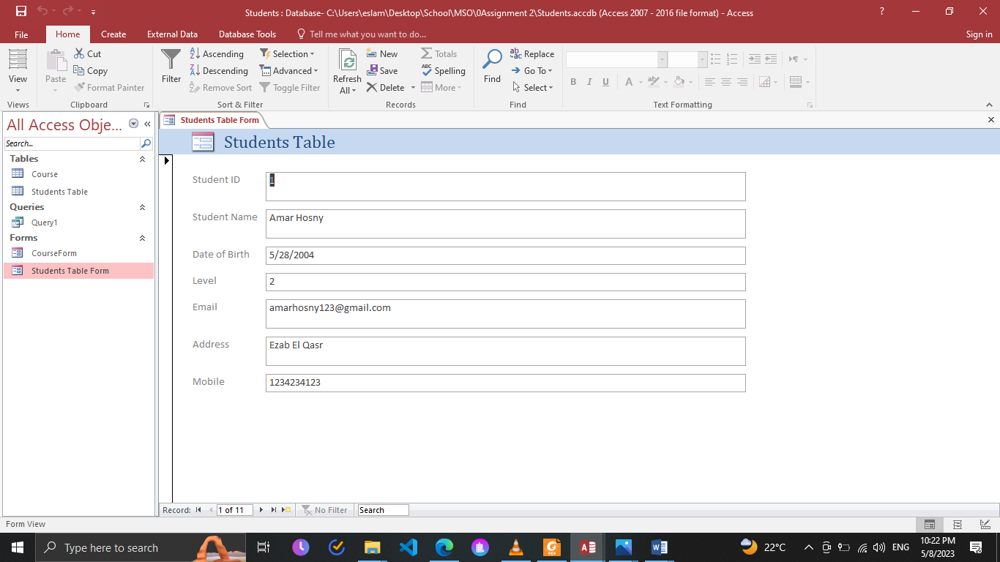 Students : Database- C:\Users\eslam\Desktop\School\MSO\0Assignment 2\Students.accdb (Access 2007 - 2016 file format) - Access
File Home Create External Data Database Tools Tell me what you want to do... Sign in
View
Views
Paste
Cut
Copy
Format Painter
Clipboard
Filter
Ascending
Descending
Remove Sort
Selection
Advanced
Toggle Filter
Sort & Filter
Refresh
All
New
Save
Delete
Totals
Spelling
More
Records
Find
Replace
Go To
Select
Find
B I U A
Text Formatting
All Access Obje...
Search...
Tables
Course
Students Table
Queries
Query1
Forms
CourseForm
Students Table Form
Students Table Form
Students Table
Student ID 1
Student Name Amar Hosny
Date of Birth 5/28/2004
Level 2
Email amarhosny123@gmail.com
Address Ezab El Qasr
Mobile 1234234123
Record: 1 of 11 No Filter Search
Form View
Type here to search
22°C ENG
10:22 PM
5/8/2023